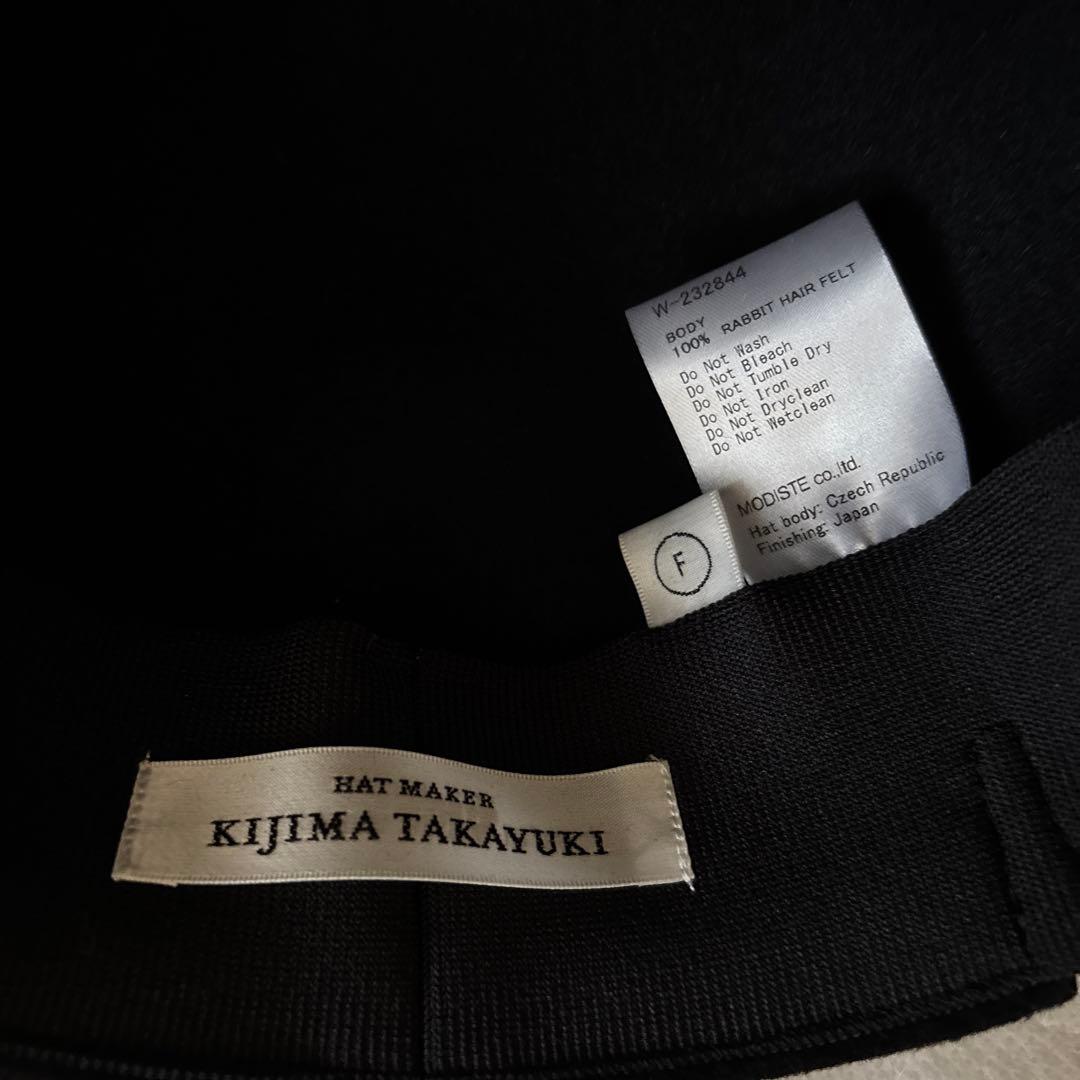 W-232844
BODY
100% RABBIT HAIR FELT
Do Not Wash
Do Not Bleach
Do Not Tumble Dry
Do Not Iron
Do Not Dryclean
Do Not Wetclean
MODISTE co.,ltd.
Hat body: Czech Republic
Finishing: Japan
F
HAT MAKER
KIJIMA TAKAYUKI